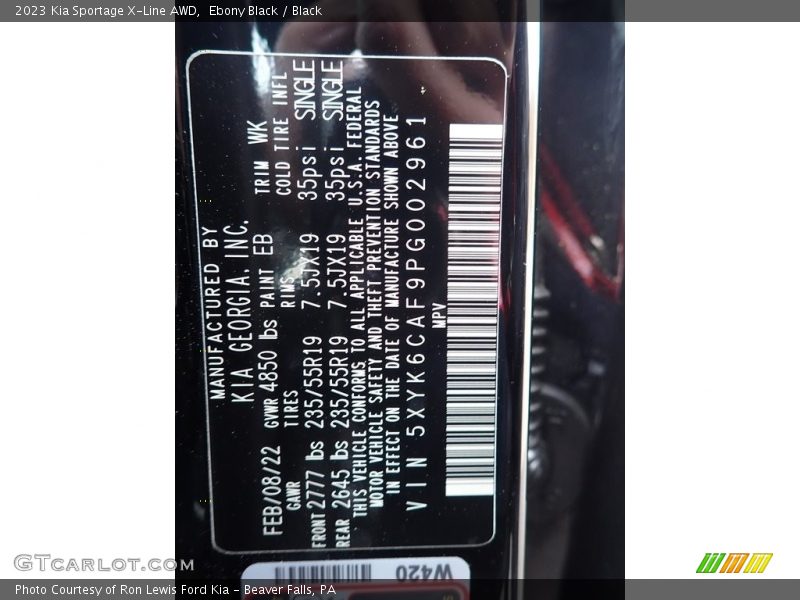 2023 Kia Sportage X-Line AWD, Ebony Black / Black
MANUFACTURED BY
KIA GEORGIA, INC.
FEB/08/22 GVWR 4850 lbs PAINT EB TRIM WK
GAWR TIRES RIMS COLD TIRE INFL
FRONT 2777 lbs 235/55R19 7.5JX19 35psi SINGLE
REAR 2645 lbs 235/55R19 7.5JX19 35psi SINGLE
THIS VEHICLE CONFORMS TO ALL APPLICABLE U.S.A. FEDERAL
MOTOR VEHICLE SAFETY AND THEFT PREVENTION STANDARDS
IN EFFECT ON THE DATE OF MANUFACTURE SHOWN ABOVE
VIN 5XYK6CAF9PG002961
MPV
W420
GTCarLot.com
Photo Courtesy of Ron Lewis Ford Kia - Beaver Falls, PA